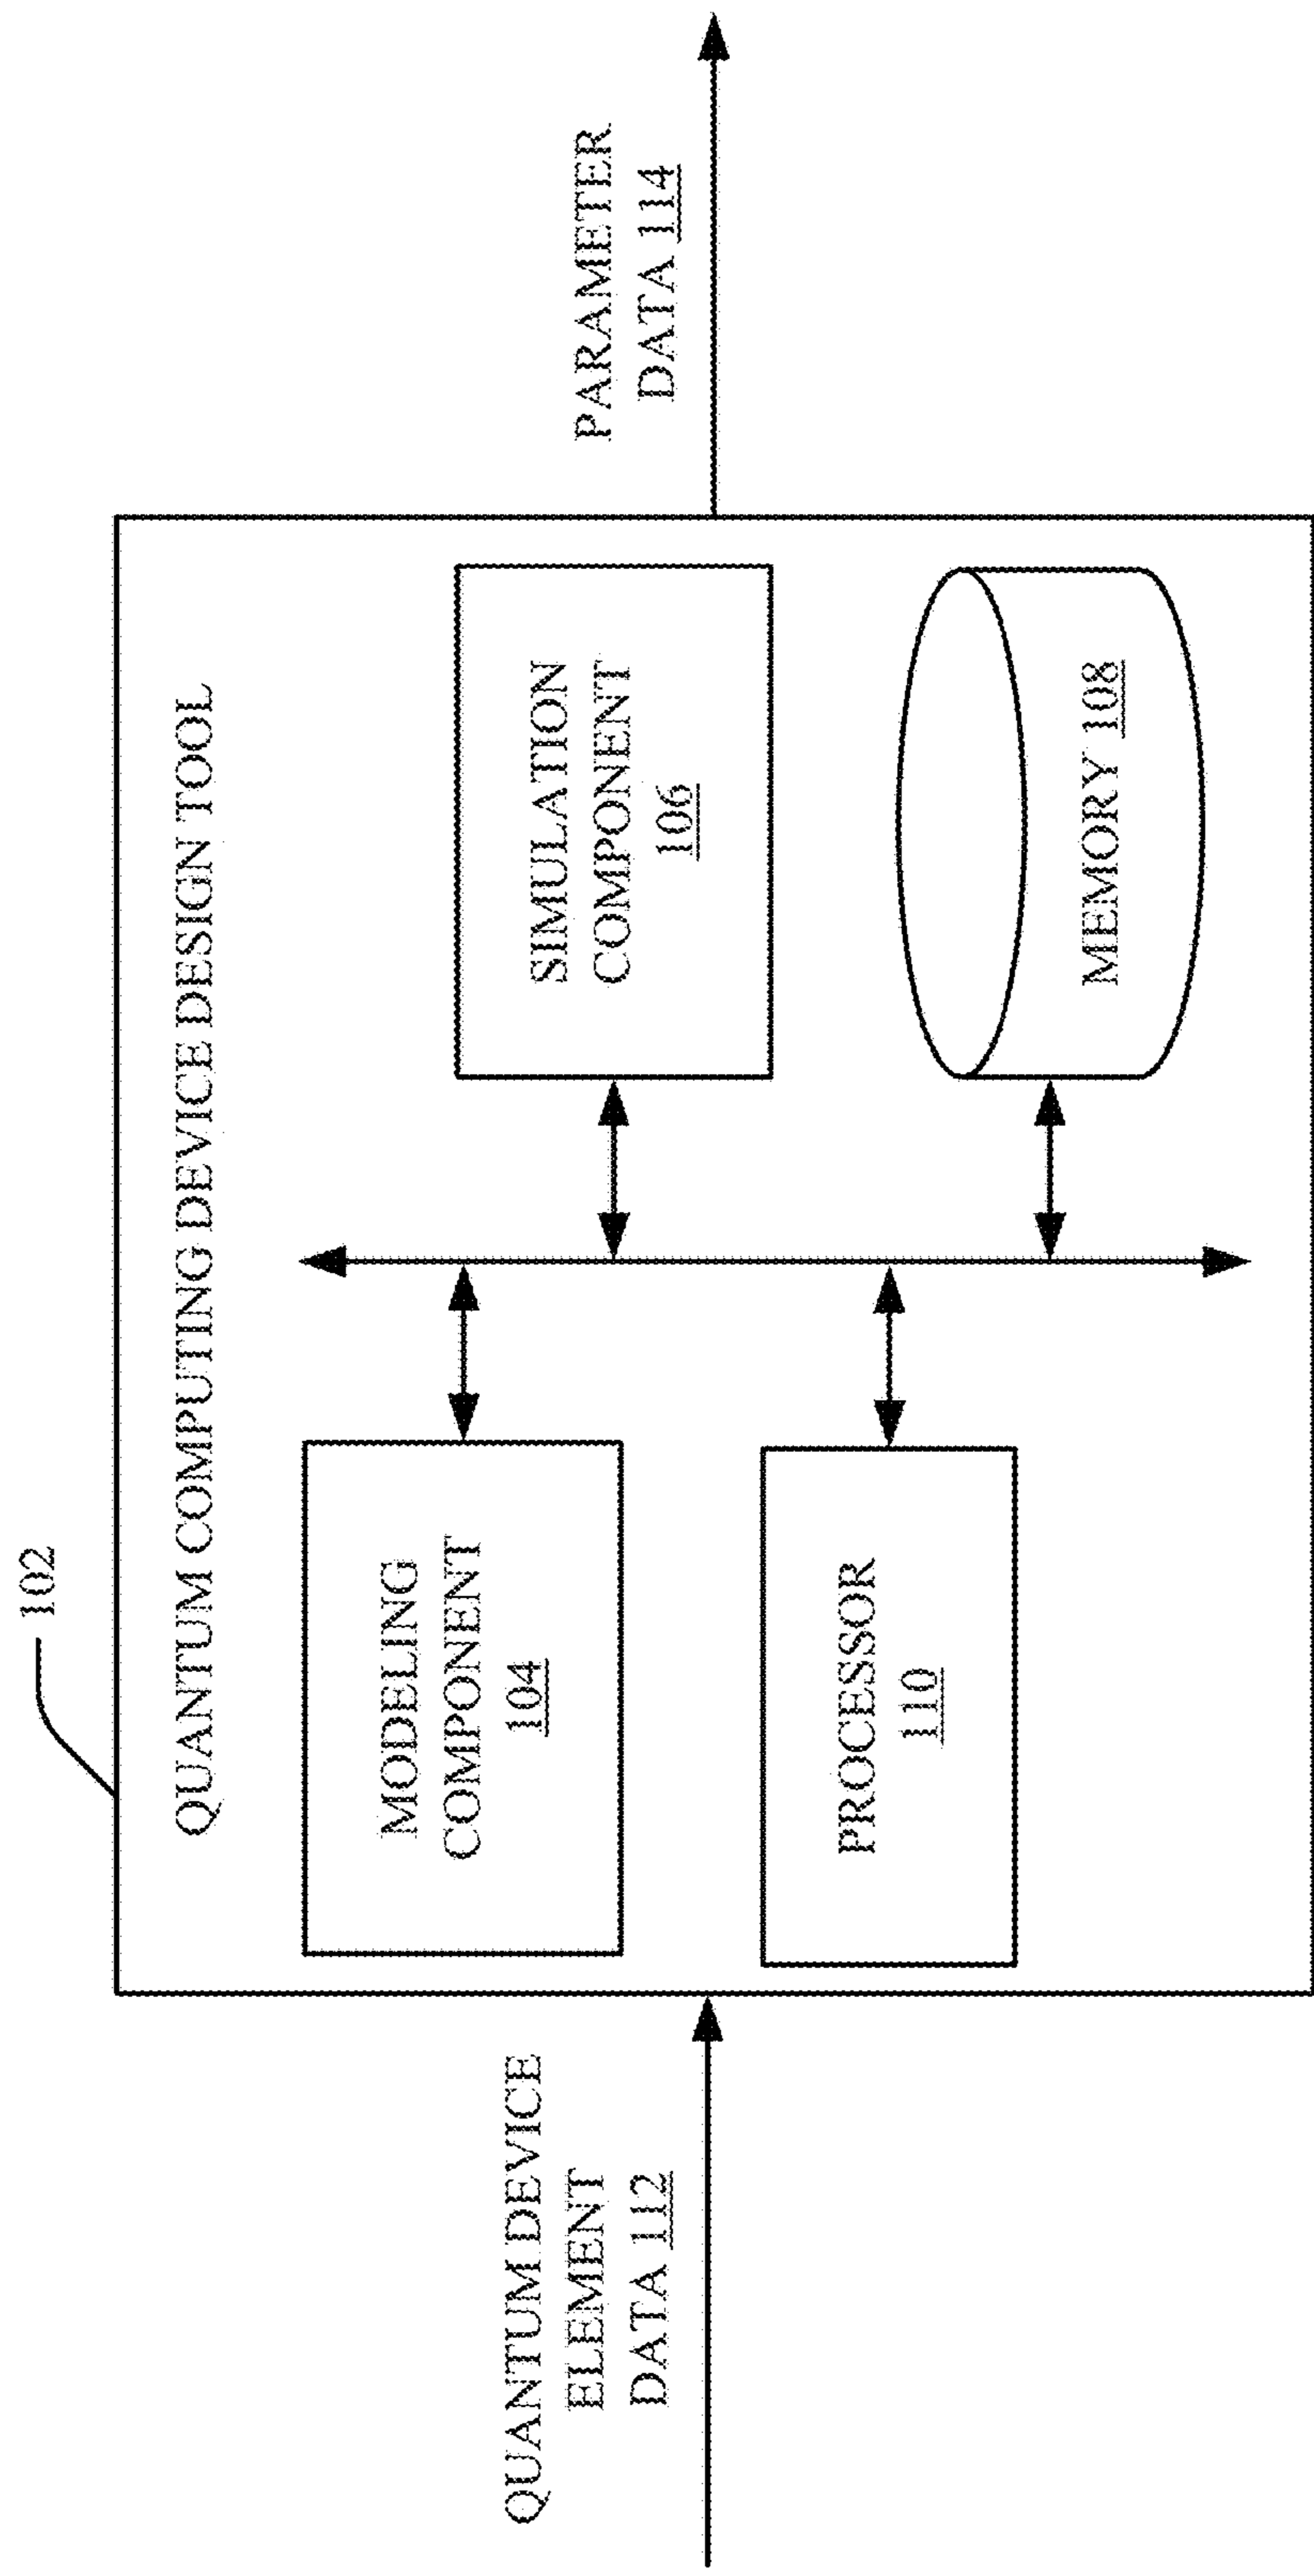 102
QUANTUM COMPUTING DEVICE DESIGN TOOL
QUANTUM DEVICE
ELEMENT
DATA 112
MODELING
COMPONENT
104
SIMULATION
COMPONENT
106
PROCESSOR
110
MEMORY 108
PARAMETER
DATA 114